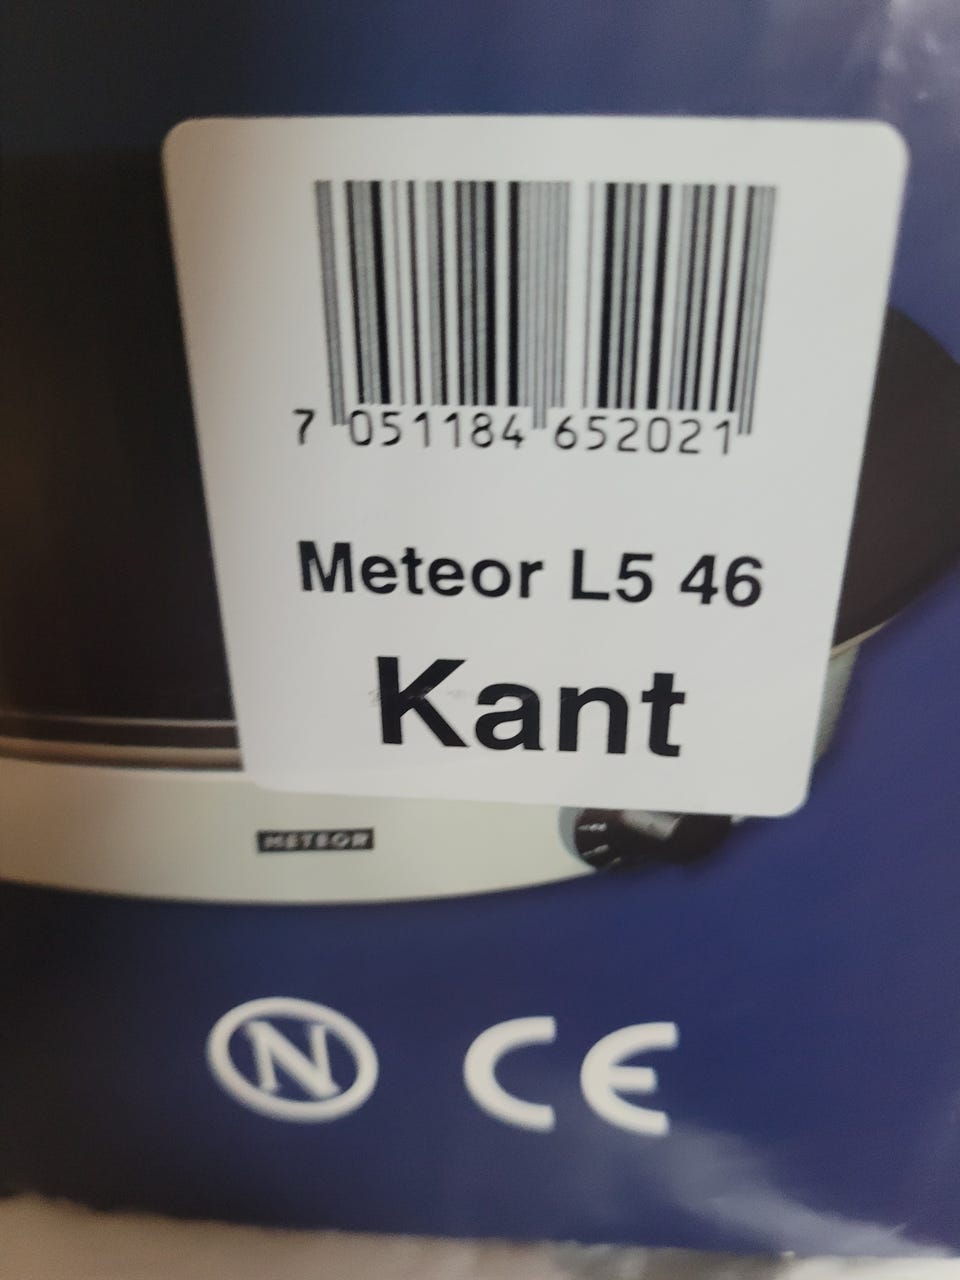 7 051184 652021
Meteor L5 46
Kant
METEOR
N CE